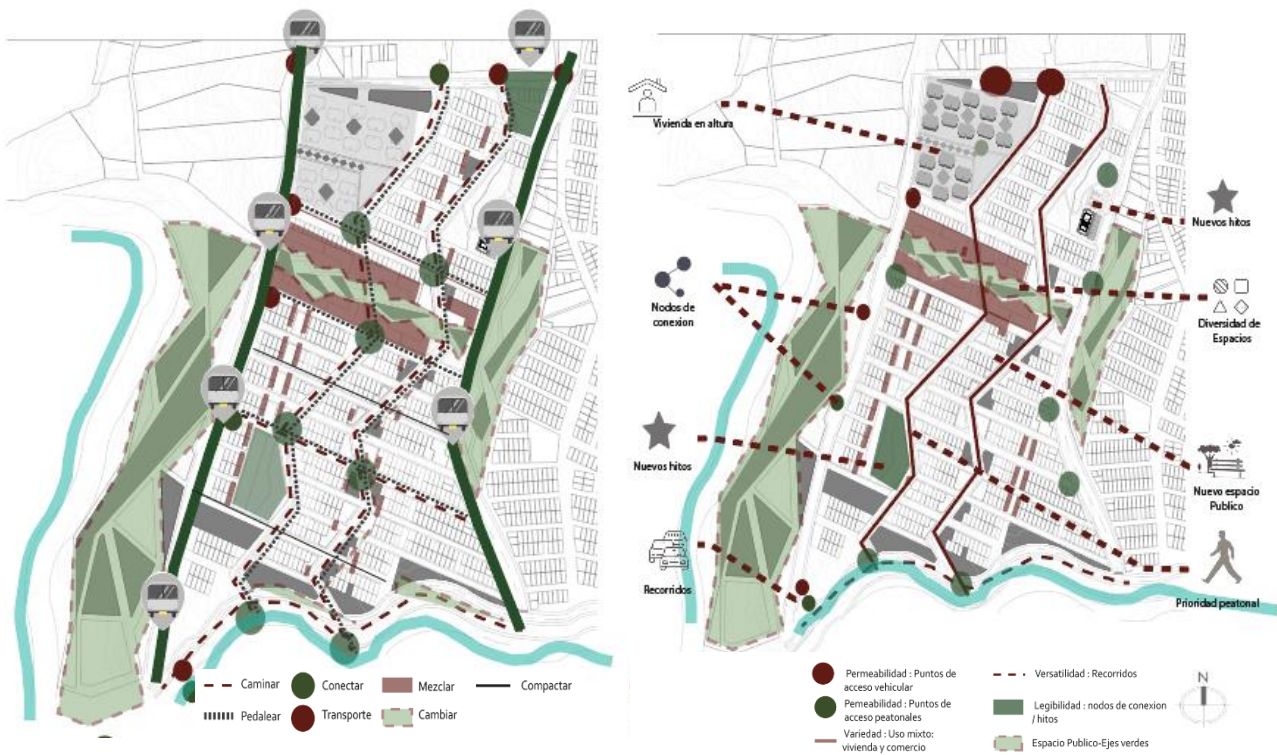 Vivienda en altura
Nuevos hitos
Nodos de
conexion
Diversidad de
Espacios
Nuevos hitos
Nuevo espacio
Publico
Recorridos
Prioridad peatonal
Caminar
Conectar
Mezclar
Compactar
Pedalear
Transporte
Cambiar
Permeabilidad : Puntos de
acceso vehicular
Permeabilidad : Puntos de
acceso peatonales
Variedad : Uso mixto:
vivienda y comercio
Versatilidad : Recorridos
Legibilidad : nodos de conexion
/ hitos
Espacio Publico-Ejes verdes
N